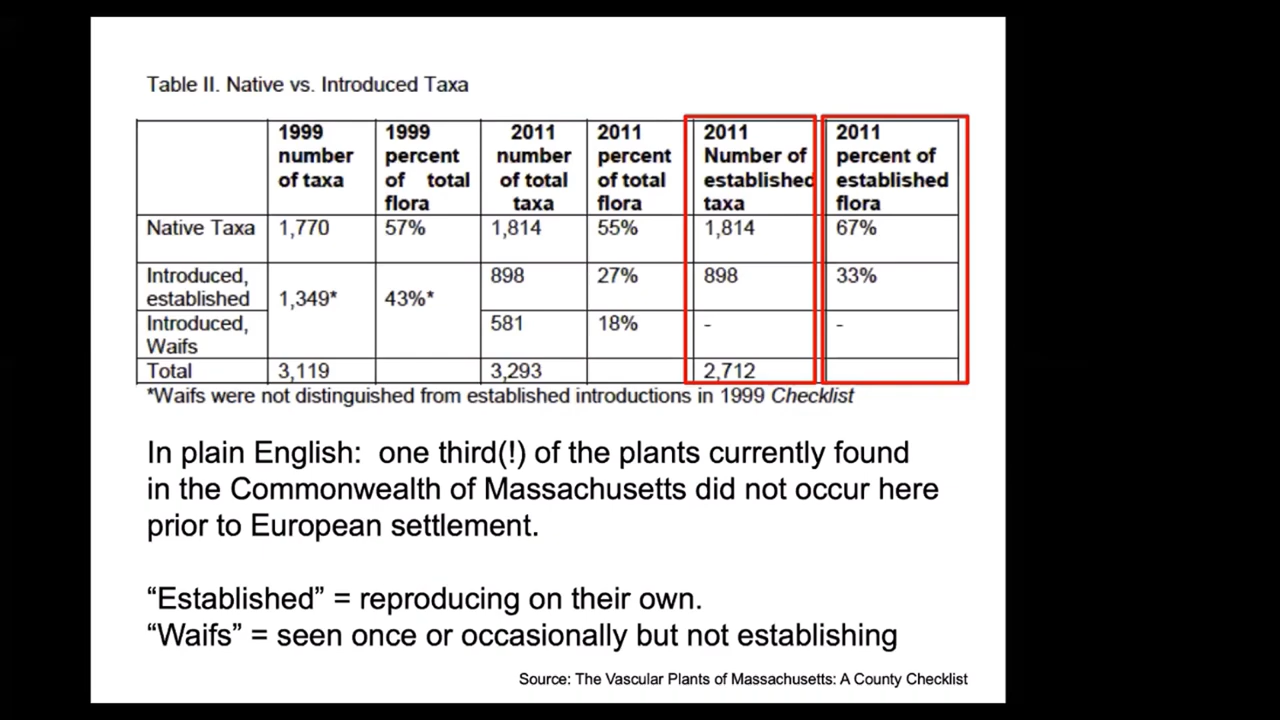 Table II. Native vs. Introduced Taxa
1999 number of taxa 1999 percent of total flora 2011 number of total taxa 2011 percent of total flora 2011 Number of established taxa 2011 percent of established flora
Native Taxa 1,770 57% 1,814 55% 1,814 67%
Introduced, established 1,349* 43%* 898 27% 898 33%
Introduced, Waifs 581 18% - -
Total 3,119 3,293 2,712
*Waifs were not distinguished from established introductions in 1999 Checklist
In plain English: one third(!) of the plants currently found
in the Commonwealth of Massachusetts did not occur here
prior to European settlement.
“Established” = reproducing on their own.
“Waifs” = seen once or occasionally but not establishing
Source: The Vascular Plants of Massachusetts: A County Checklist